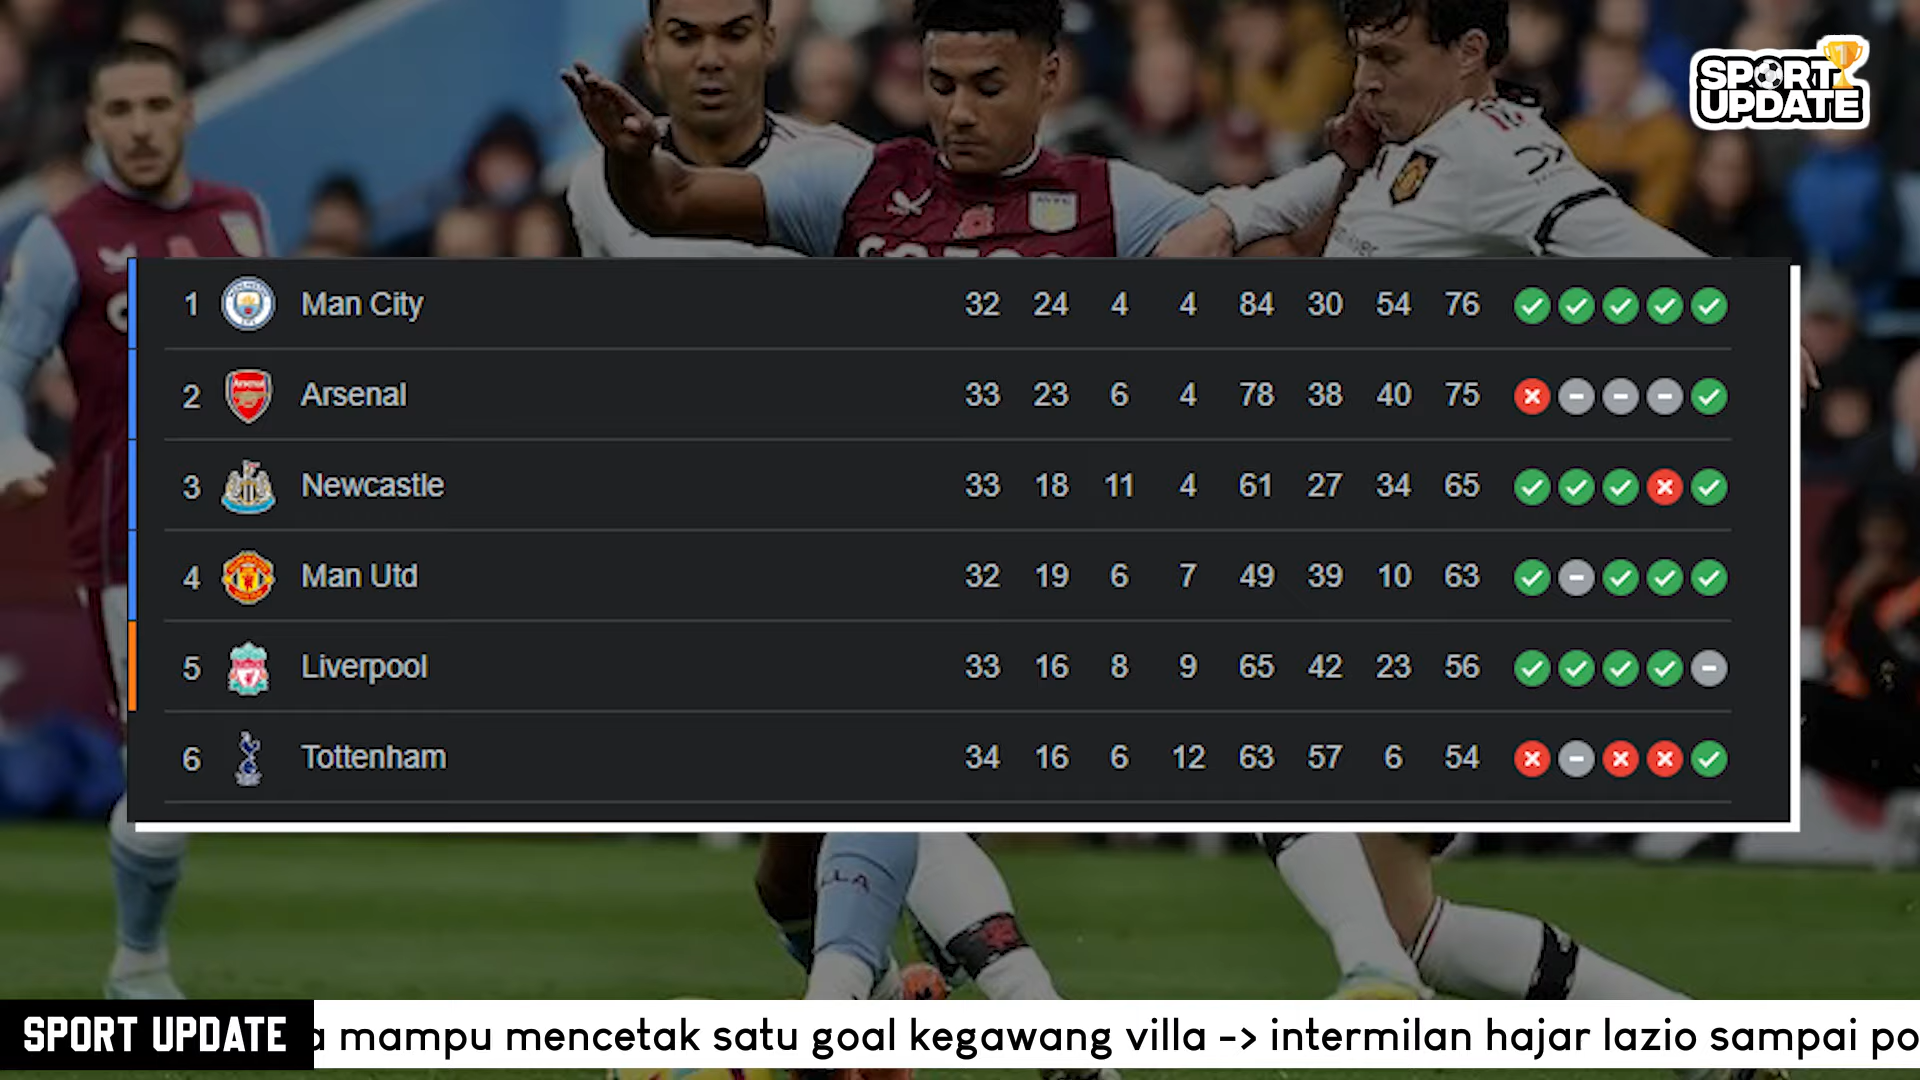 SPORT
UPDATE
1 Man City 32 24 4 4 84 30 54 76
2 Arsenal 33 23 6 4 78 38 40 75
3 Newcastle 33 18 11 4 61 27 34 65
4 Man Utd 32 19 6 7 49 39 10 63
5 Liverpool 33 16 8 9 65 42 23 56
6 Tottenham 34 16 6 12 63 57 6 54
SPORT UPDATE a mampu mencetak satu goal kegawang villa -> intermilan hajar lazio sampai po